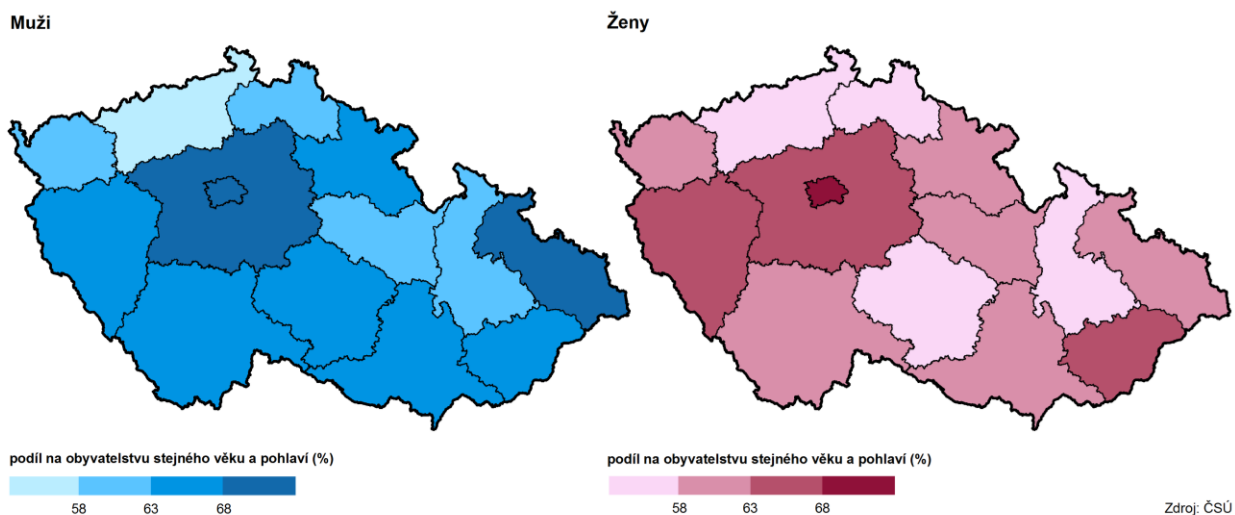 Muži
Ženy
podíl na obyvatelstvu stejného věku a pohlaví (%)
58 63 68
podíl na obyvatelstvu stejného věku a pohlaví (%)
58 63 68
Zdroj: ČSÚ